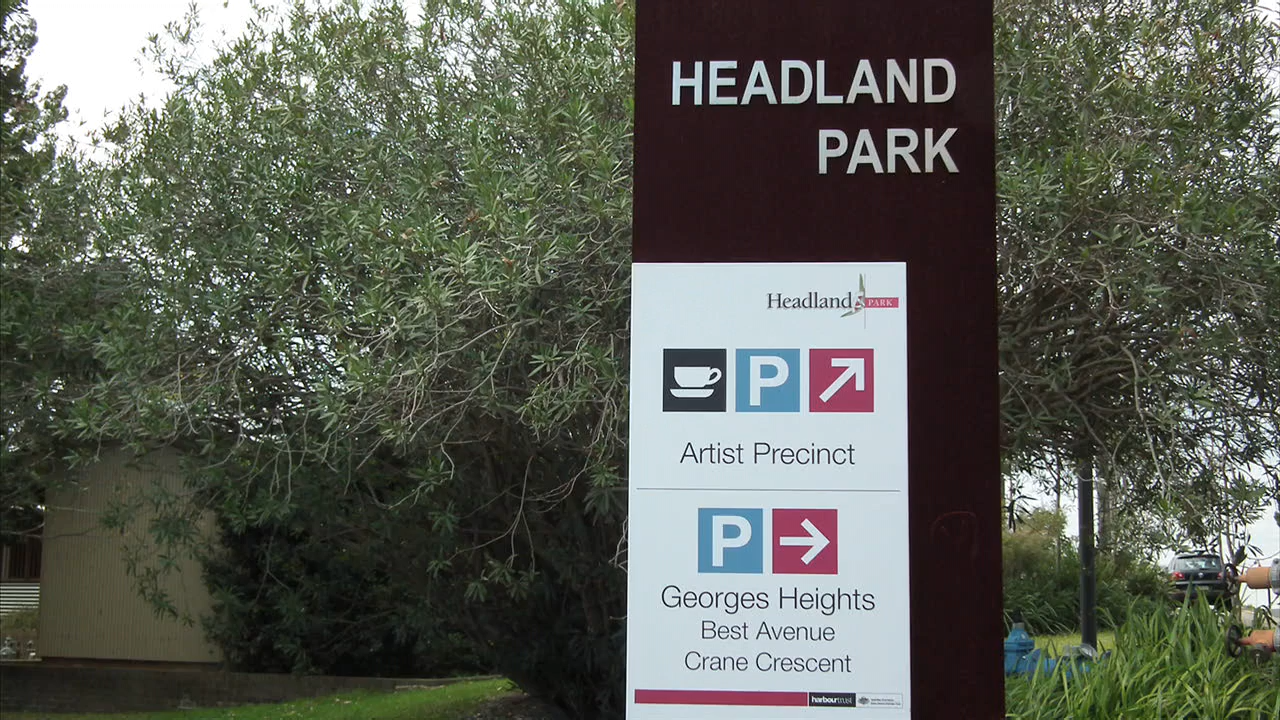 HEADLAND
PARK
Headland PARK
P
Artist Precinct
P
Georges Heights
Best Avenue
Crane Crescent
harbourtrust